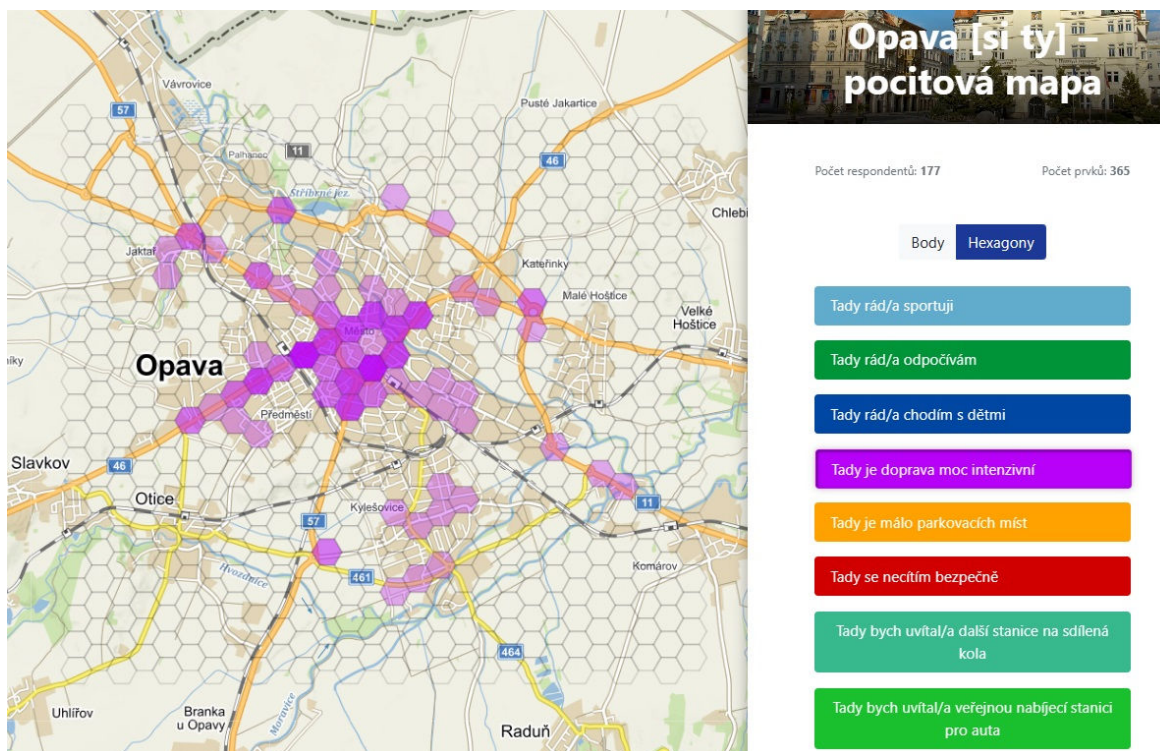 Opava [si ty] –
pocitová mapa
Počet respondentů: 177
Počet prvků: 365
Body
Hexagony
Tady rád/a sportuji
Tady rád/a odpočívám
Tady rád/a chodím s dětmi
Tady je doprava moc intenzivní
Tady je málo parkovacích míst
Tady se necítím bezpečně
Tady bych uvítal/a další stanice na sdílená
kola
Tady bych uvítal/a veřejnou nabíjecí stanici
pro auta
Vávrovice
57
Pusté Jakartice
Palhanec
11
46
Stříbrné jez.
Chlebi
Jaktař
Kateřinky
Malé Hoštice
Velké
Hoštice
Město
níky
Opava
Předměstí
Slavkov
46
Otice
11
57
Kylešovice
Hvozdnice
461
Komárov
464
Moravice
Uhlířov
Branka
u Opavy
Raduň